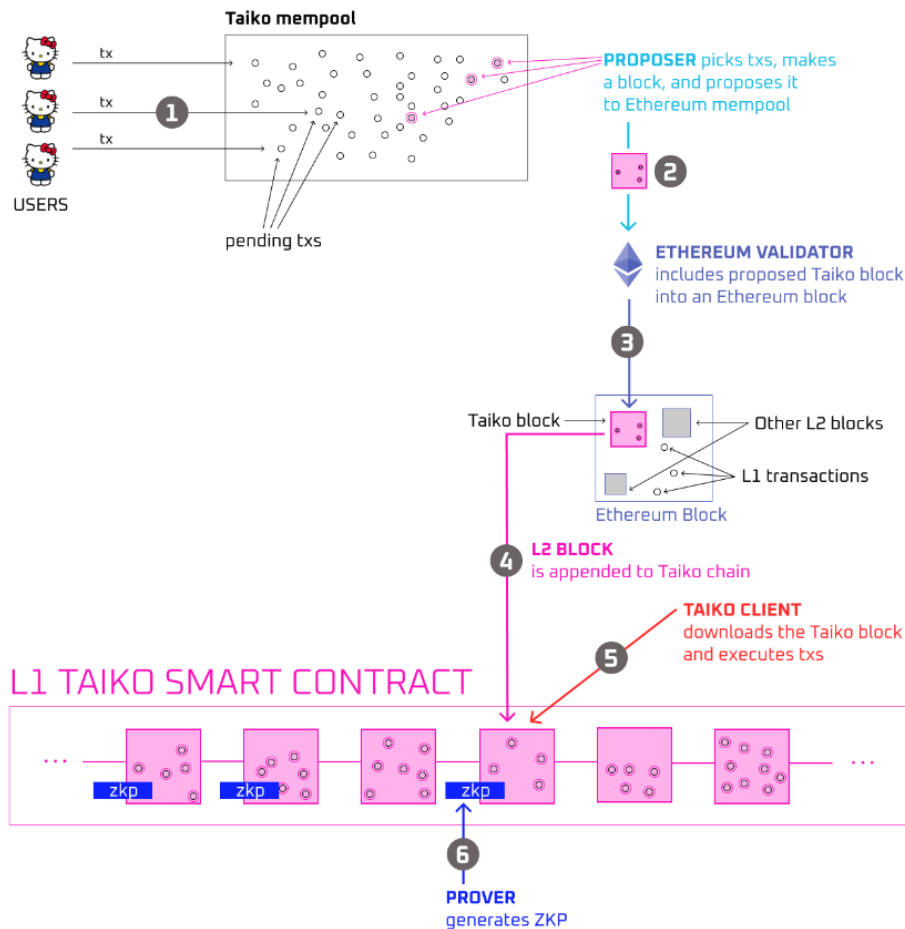 Taiko mempool
tx
tx
1
tx
USERS
pending txs
PROPOSER picks txs, makes
a block, and proposes it
to Ethereum mempool
2
ETHEREUM VALIDATOR
includes proposed Taiko block
into an Ethereum block
3
Taiko block
Other L2 blocks
L1 transactions
Ethereum Block
4
L2 BLOCK
is appended to Taiko chain
TAIKO CLIENT
downloads the Taiko block
and executes txs
5
L1 TAIKO SMART CONTRACT
... ...
zkp zkp zkp
6
PROVER
generates ZKP